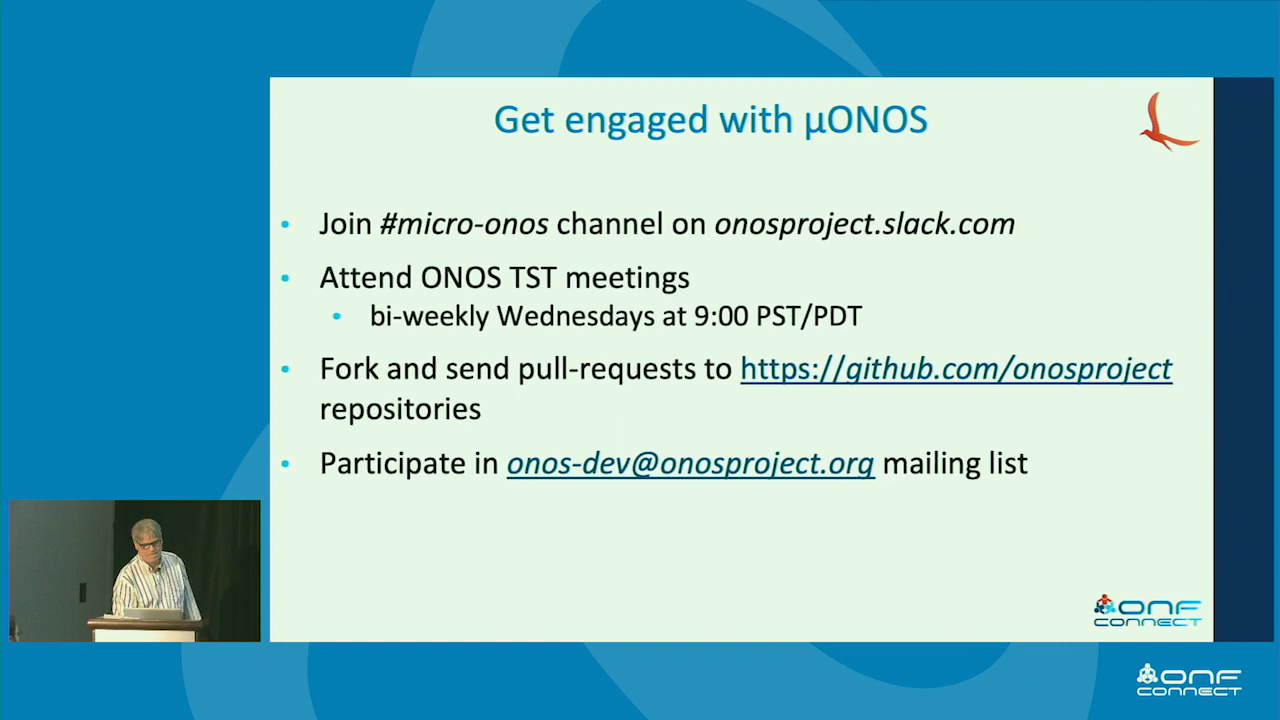 Get engaged with µONOS
• Join #micro-onos channel on onosproject.slack.com
• Attend ONOS TST meetings
• bi-weekly Wednesdays at 9:00 PST/PDT
• Fork and send pull-requests to https://github.com/onosproject
repositories
• Participate in onos-dev@onosproject.org mailing list
ONF
CONNECT
ONF
CONNECT